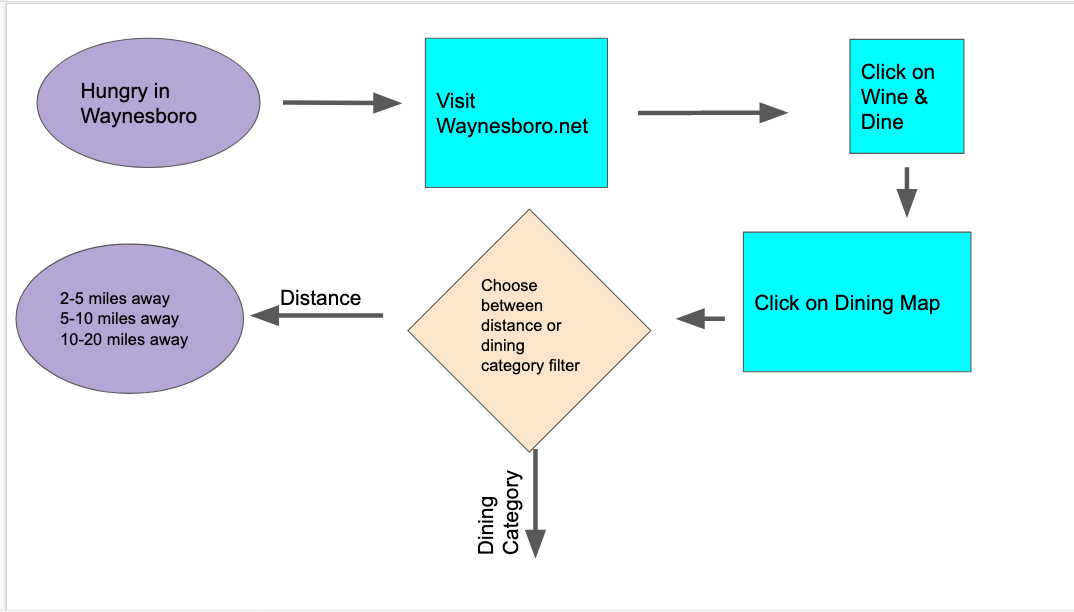 Hungry in
Waynesboro
Visit
Waynesboro.net
Click on
Wine &
Dine
Click on Dining Map
Choose
between
distance or
dining
category filter
Distance
2-5 miles away
5-10 miles away
10-20 miles away
Dining
Category